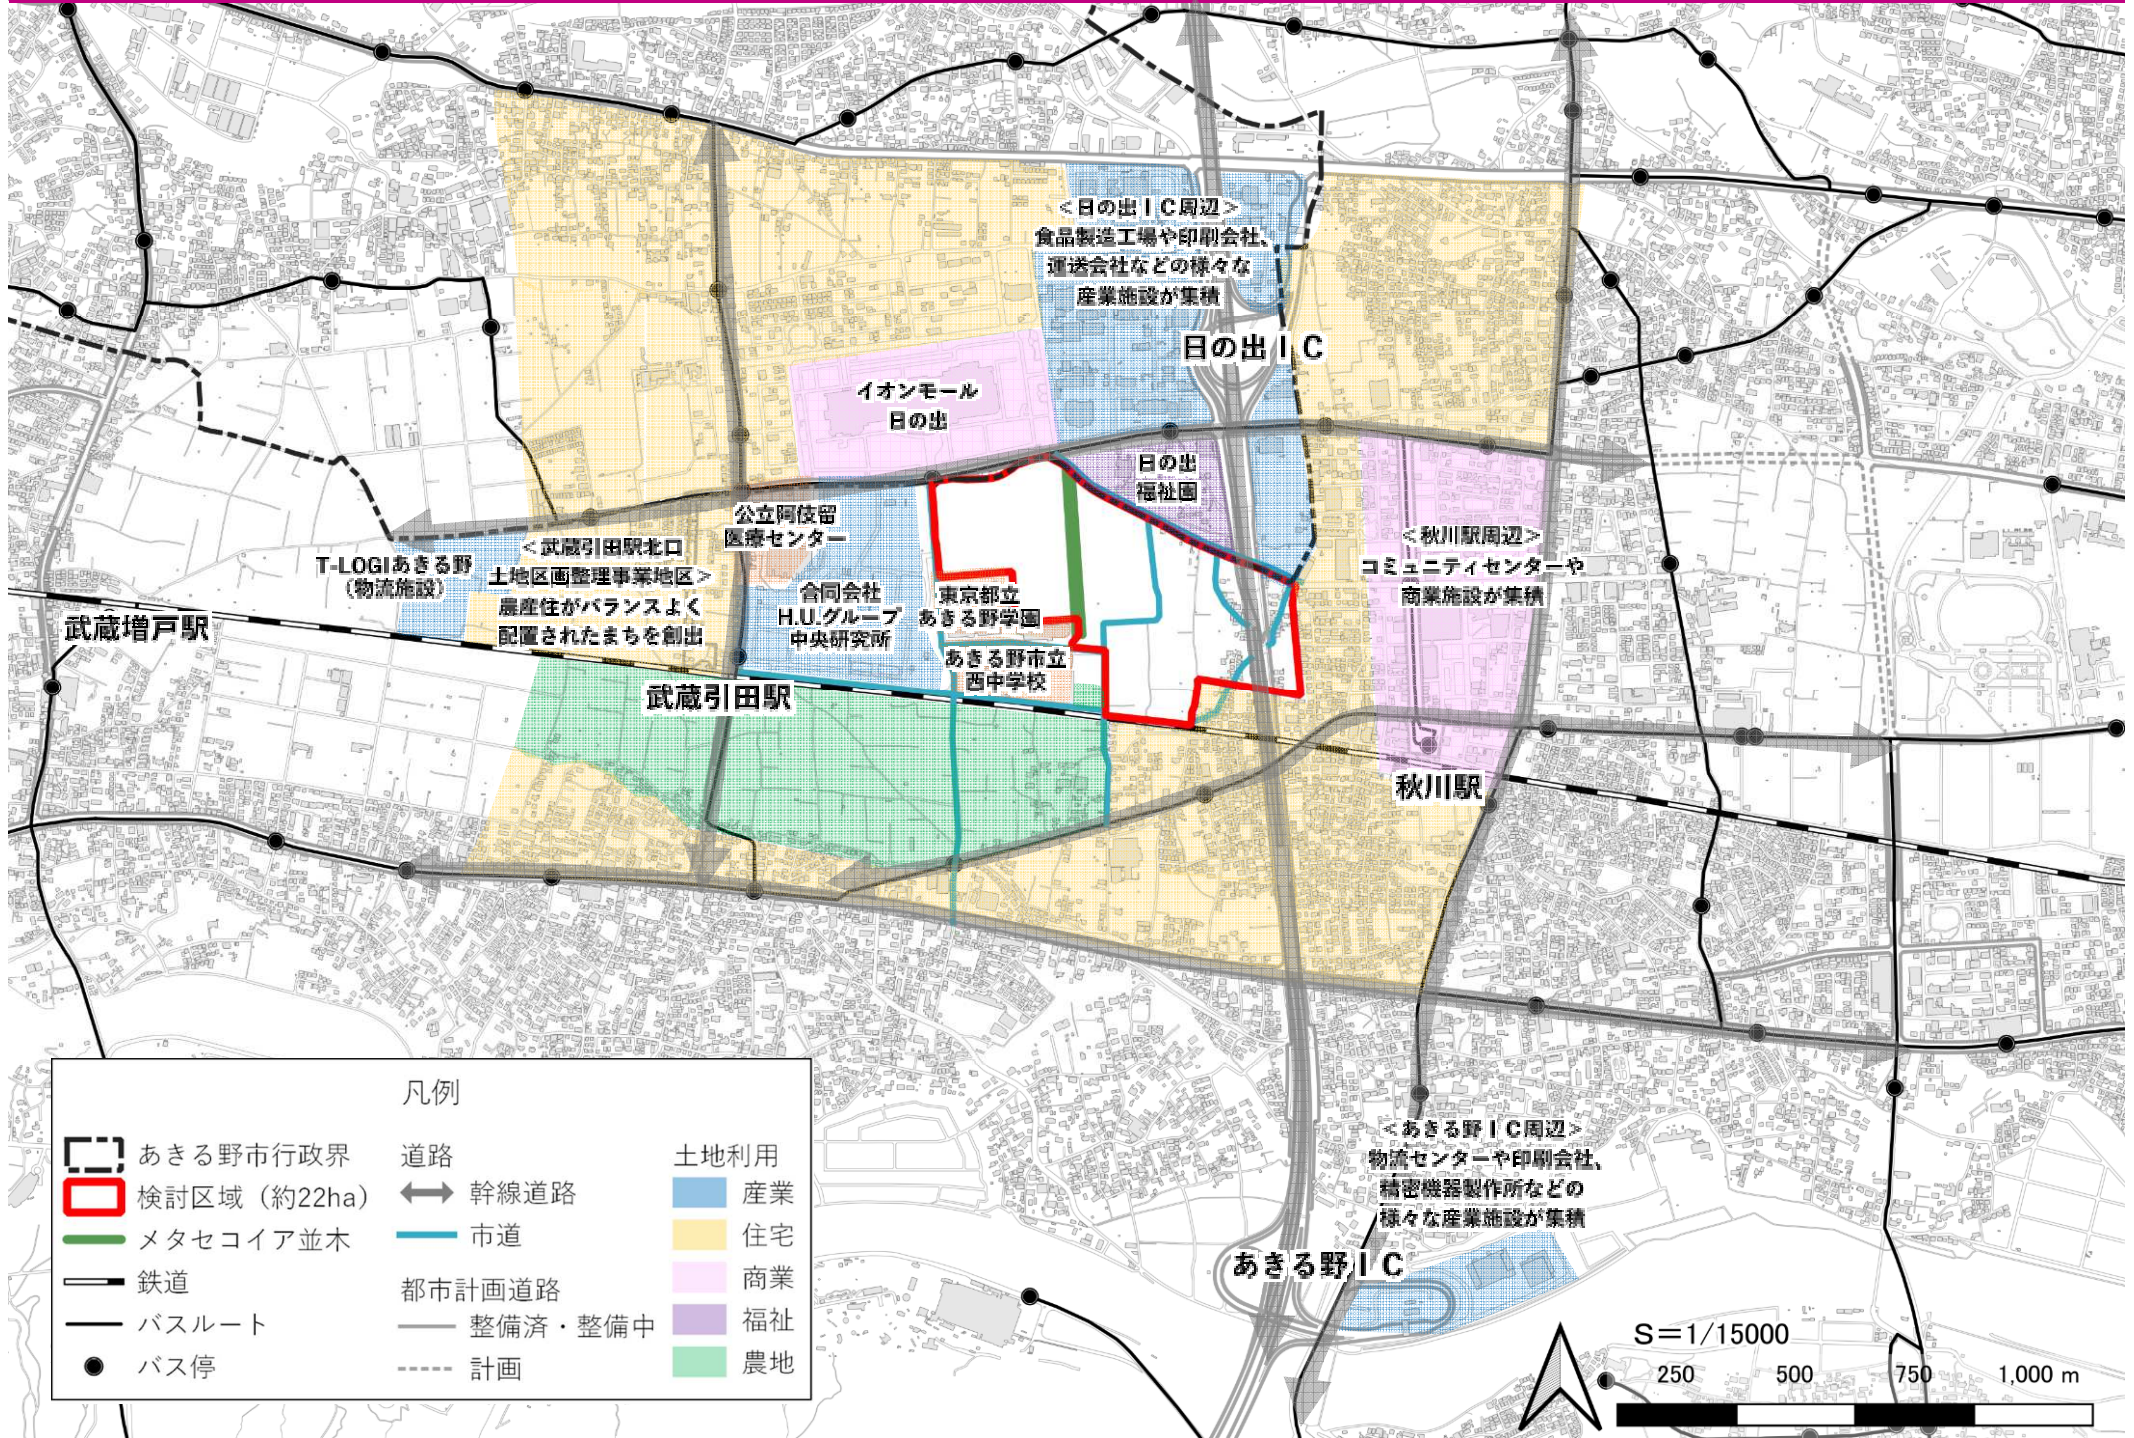 <日の出IC周辺>
食品製造工場や印刷会社、
運送会社などの様々な
産業施設が集積
日の出IC
イオンモール
日の出
日の出
福祉園
公立阿伎留
医療センター
<秋川駅周辺>
コミュニティセンターや
商業施設が集積
T-LOGIあきる野
(物流施設)
<武蔵引田駅北口
土地区画整理事業地区>
農産住がバランスよく
配置されたまちを創出
合同会社
H.U.グループ
中央研究所
東京都立
あきる野学園
あきる野市立
西中学校
武蔵増戸駅
武蔵引田駅
秋川駅
<あきる野IC周辺>
物流センターや印刷会社、
精密機器製作所などの
様々な産業施設が集積
あきる野IC
凡例
あきる野市行政界
検討区域(約22ha)
メタセコイア並木
鉄道
バスルート
バス停
道路
幹線道路
市道
都市計画道路
整備済・整備中
計画
土地利用
産業
住宅
商業
福祉
農地
S=1/15000
250 500 750 1,000 m